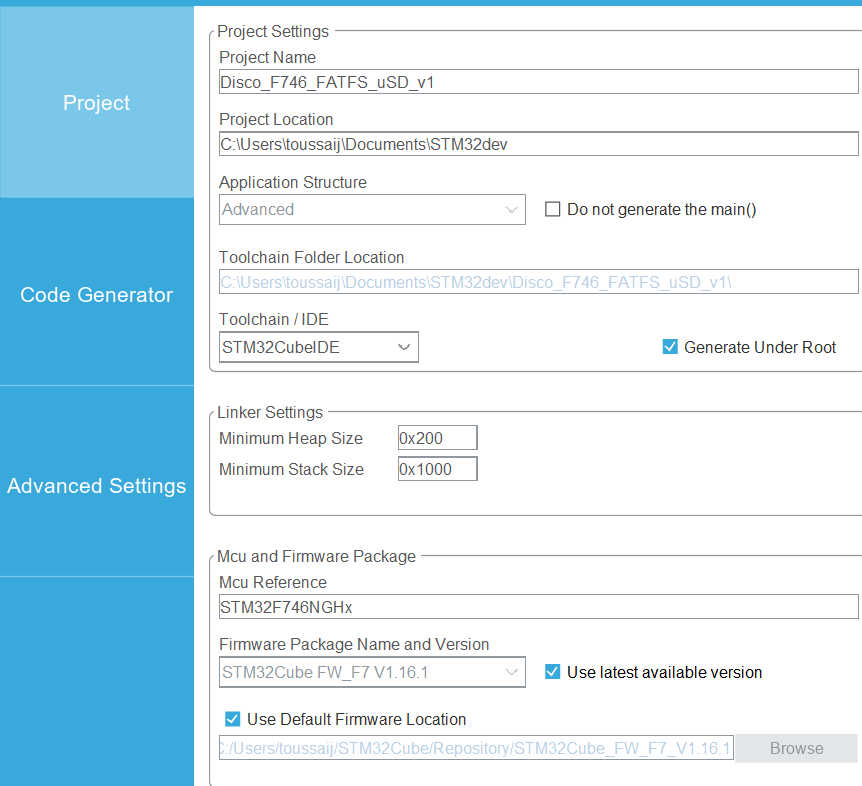 Project
Code Generator
Advanced Settings
Project Settings
Project Name
Disco_F746_FATFS_uSD_v1
Project Location
C:\Users\toussaij\Documents\STM32dev
Application Structure
Advanced
Do not generate the main()
Toolchain Folder Location
C:\Users\toussaij\Documents\STM32dev\Disco_F746_FATFS_uSD_v1\
Toolchain / IDE
STM32CubeIDE
Generate Under Root
Linker Settings
Minimum Heap Size 0x200
Minimum Stack Size 0x1000
Mcu and Firmware Package
Mcu Reference
STM32F746NGHx
Firmware Package Name and Version
STM32Cube FW_F7 V1.16.1
Use latest available version
Use Default Firmware Location
:/Users/toussaij/STM32Cube/Repository/STM32Cube_FW_F7_V1.16.1
Browse